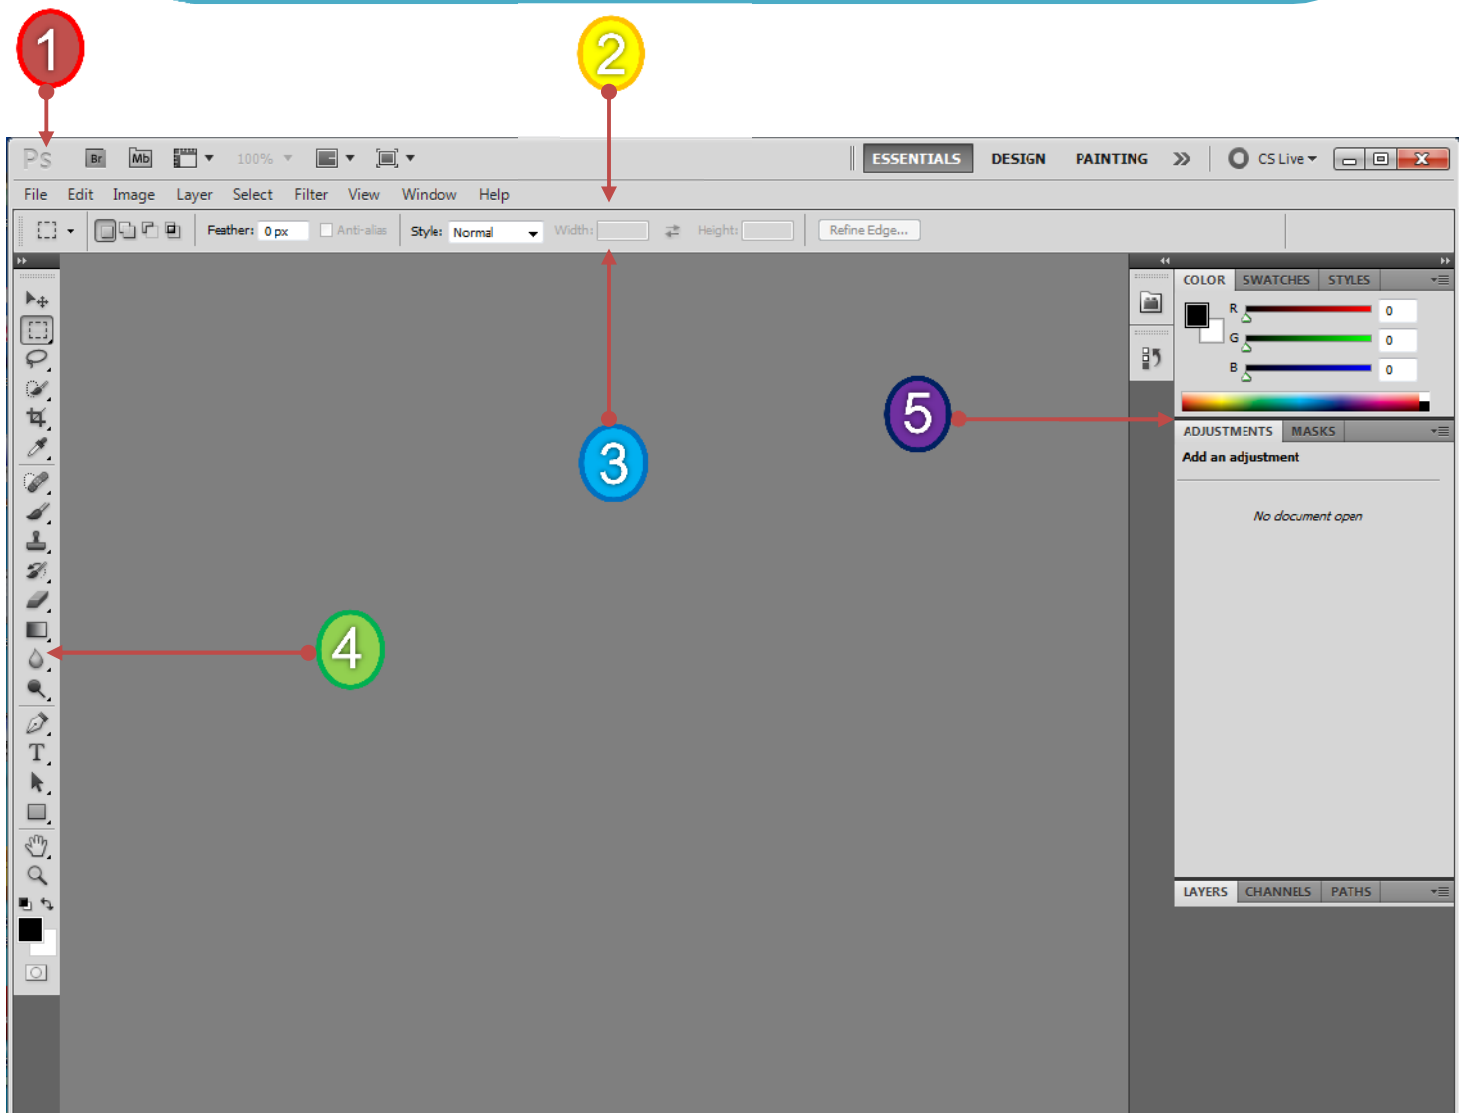 1
2
Ps Br Mb 100% ESSENTIALS DESIGN PAINTING CS Live
File Edit Image Layer Select Filter View Window Help
Feather: 0 px Anti-alias Style: Normal Width: Height: Refine Edge...
COLOR SWATCHES STYLES
R 0
G 0
B 0
5
ADJUSTMENTS MASKS
3
Add an adjustment
No document open
4
T
LAYERS CHANNELS PATHS